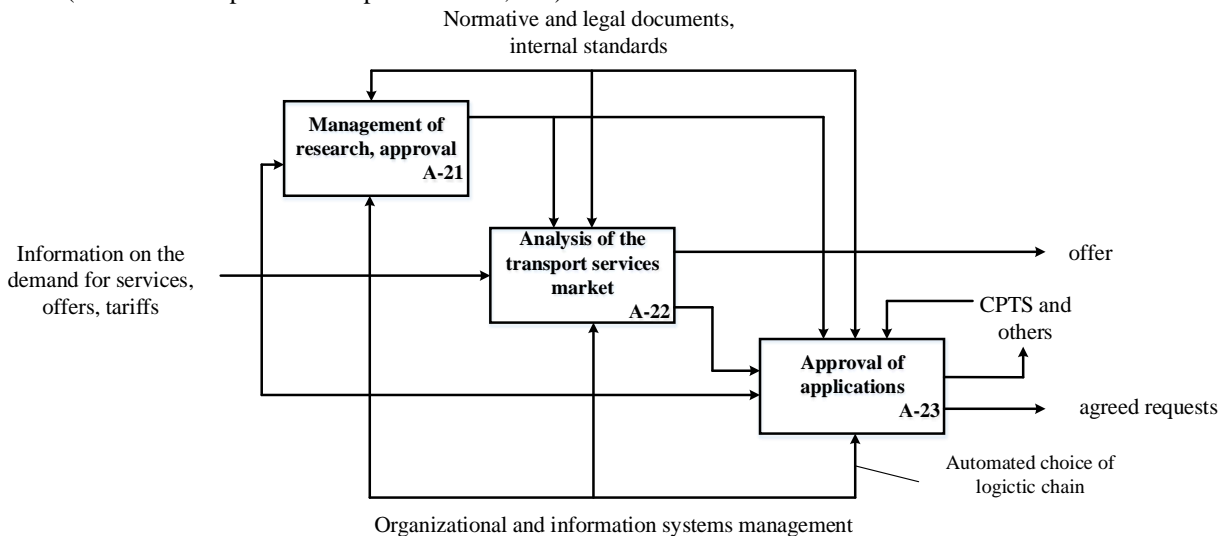 Normative and legal documents,
internal standards
Management of
research, approval
A-21
Information on the
demand for services,
offers, tariffs
Analysis of the
transport services
market
A-22
offer
CPTS and
others
Approval of
applications
A-23
agreed requests
Automated choice of
logictic chain
Organizational and information systems management